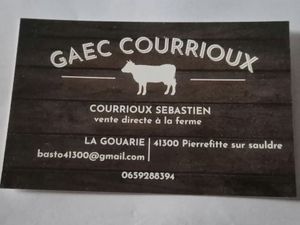 GAEC COURRIOUX
COURRIOUX SEBASTIEN
vente directe à la ferme
LA GOUARIE
41300 Pierrefitte sur sauldre
basto41300@gmail.com
0659288394